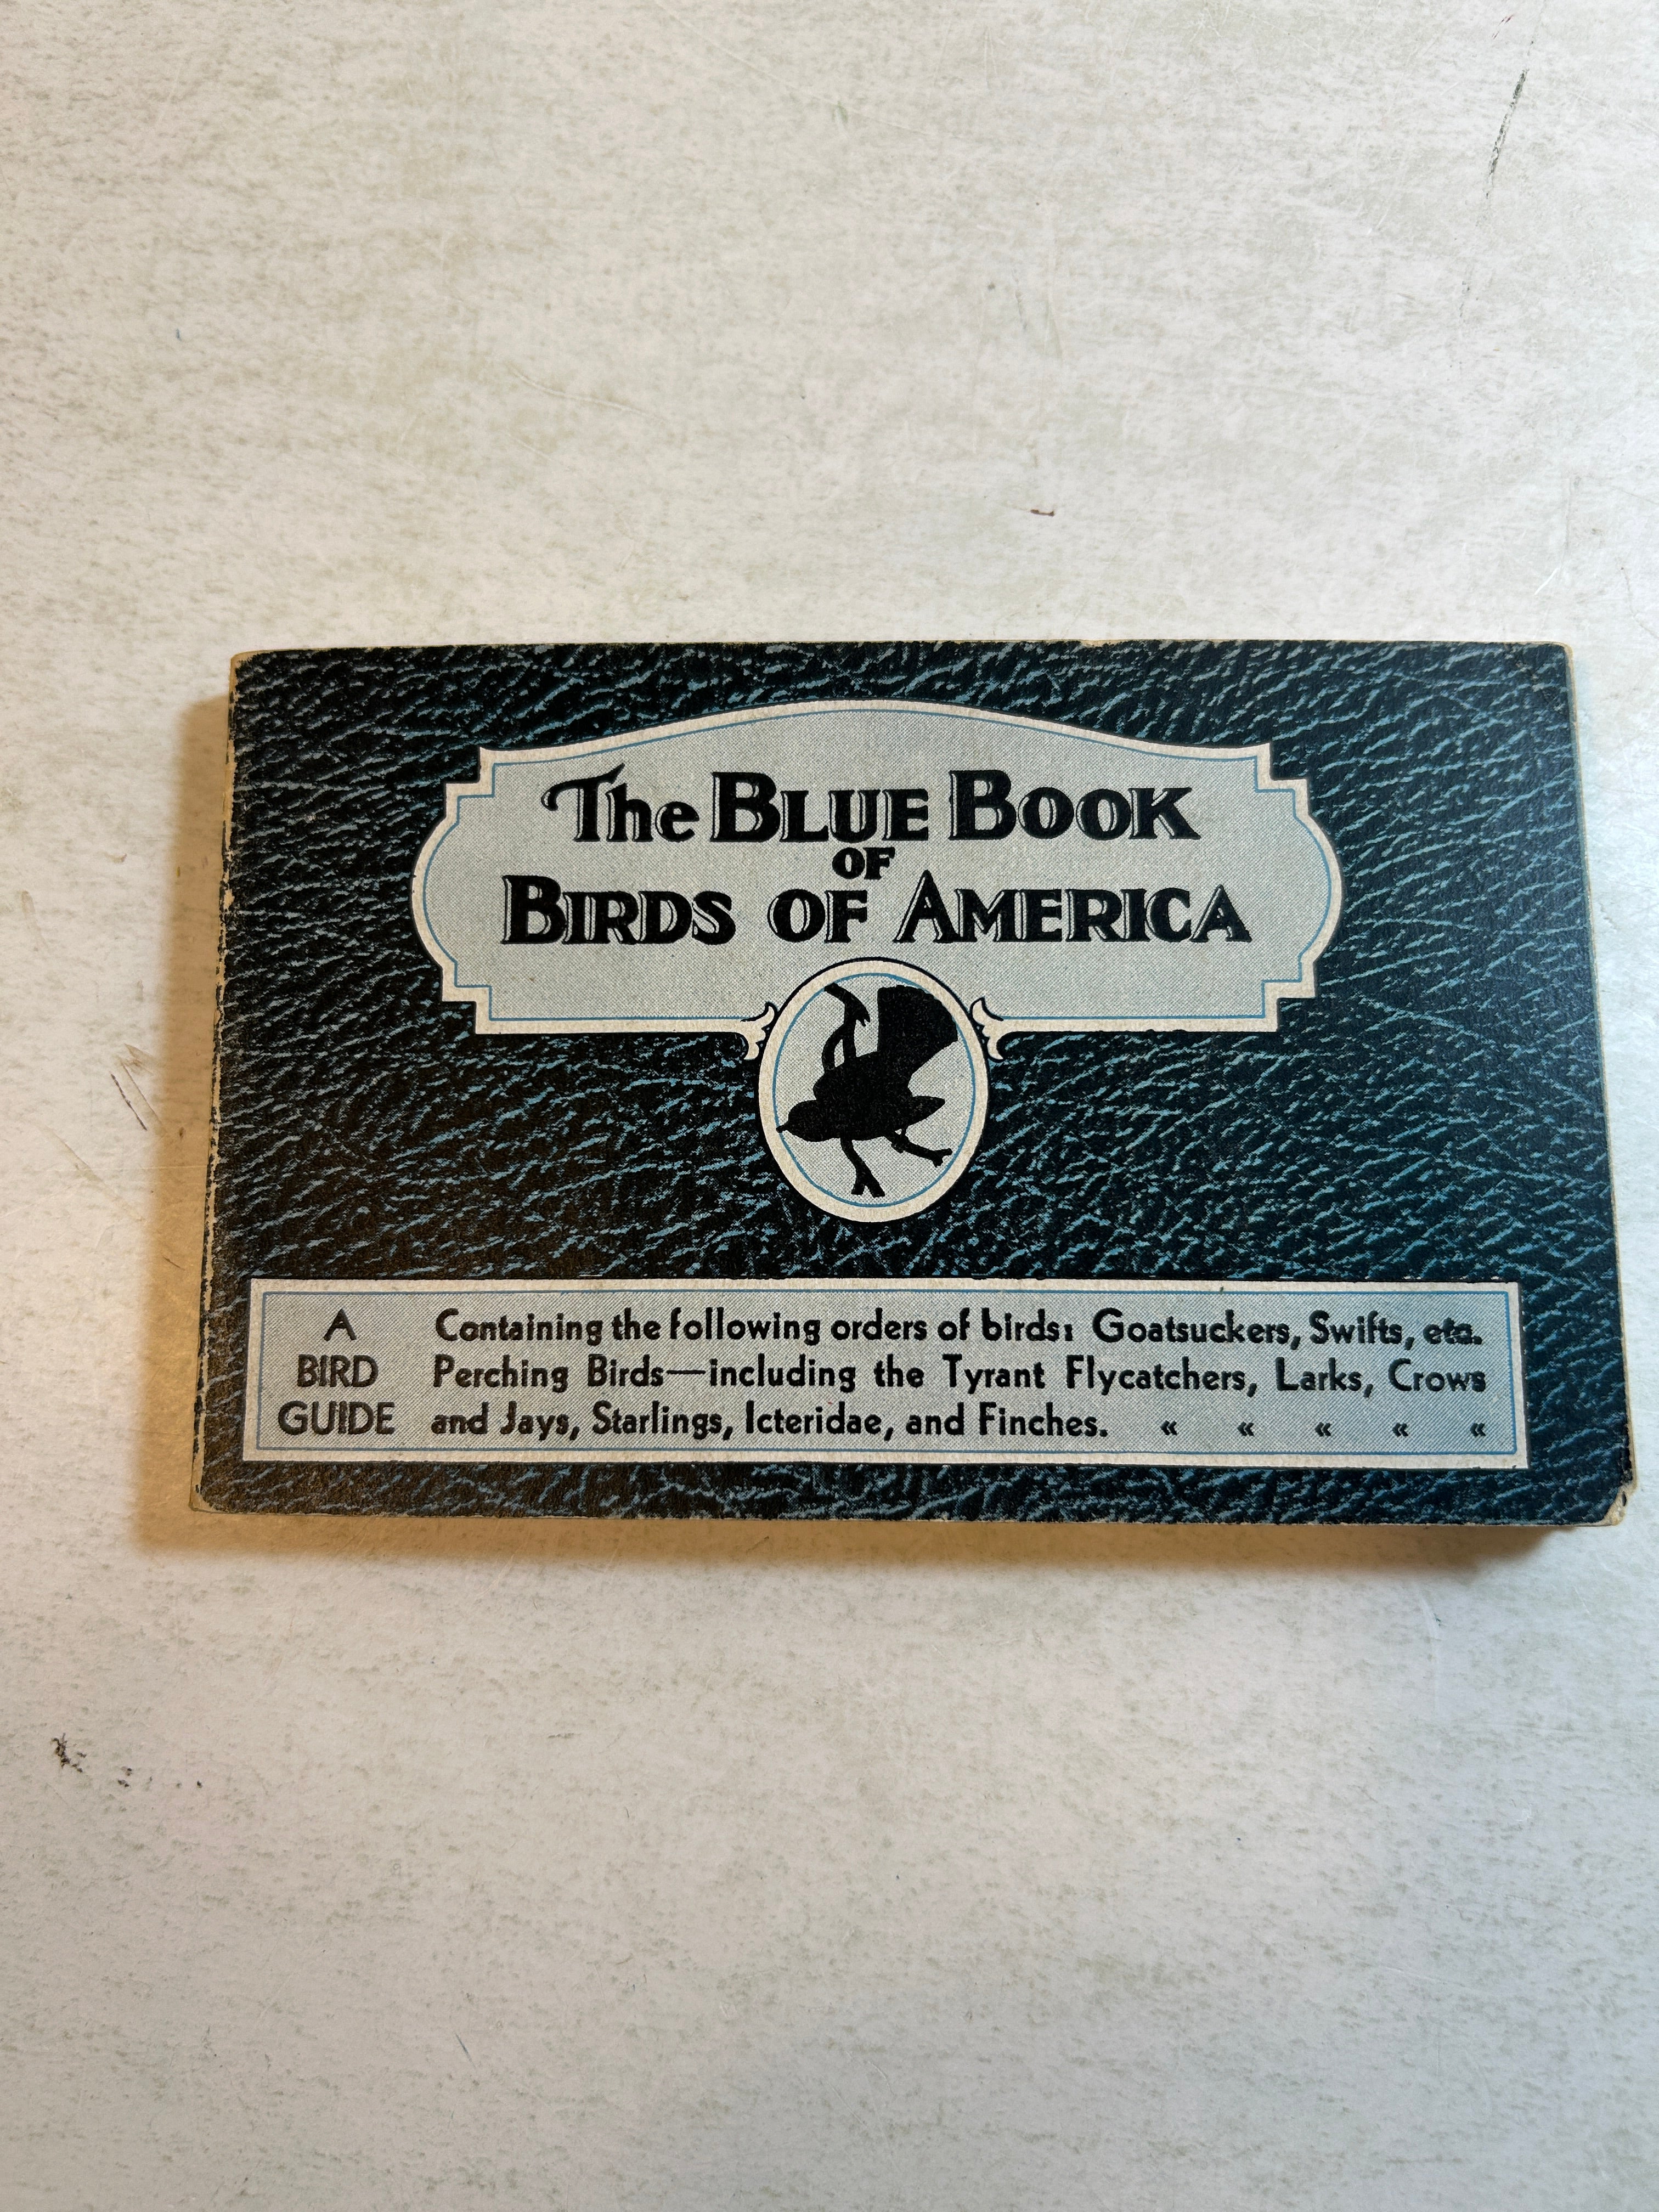 The Blue Book
of
Birds of America
A
BIRD
GUIDE
Containing the following orders of birds: Goatsuckers, Swifts, etc.
Perching Birds—including the Tyrant Flycatchers, Larks, Crows
and Jays, Starlings, Icteridae, and Finches. « « « « «